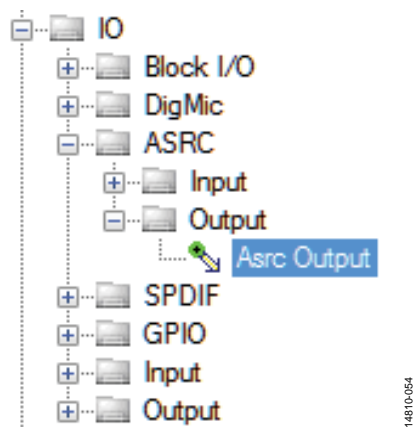 IO
Block I/O
DigMic
ASRC
Input
Output
Asrc Output
SPDIF
GPIO
Input
Output
14810-054